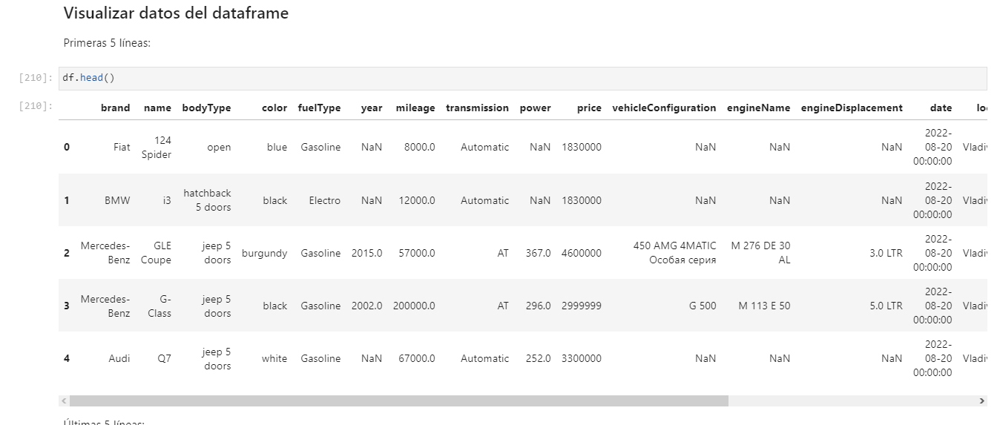 Visualizar datos del dataframe
Primeras 5 líneas:
[210]: df.head()
[210]:
brand name bodyType color fuelType year mileage transmission power price vehicleConfiguration engineName engineDisplacement date
0 Fiat 124 Spider open blue Gasoline NaN 8000.0 Automatic NaN 1830000 NaN NaN NaN 2022-08-20 00:00:00
1 BMW i3 hatchback 5 doors black Electro NaN 12000.0 Automatic NaN 1830000 NaN NaN NaN 2022-08-20 00:00:00
2 Mercedes-Benz GLE Coupe jeep 5 doors burgundy Gasoline 2015.0 57000.0 AT 367.0 4600000 450 AMG 4MATIC Особая серия M 276 DE 30 AL 3.0 LTR 2022-08-20 00:00:00
3 Mercedes-Benz G-Class jeep 5 doors black Gasoline 2002.0 200000.0 AT 296.0 2999999 G 500 M 113 E 50 5.0 LTR 2022-08-20 00:00:00
4 Audi Q7 jeep 5 doors white Gasoline NaN 67000.0 Automatic 252.0 3300000 NaN NaN NaN 2022-08-20 00:00:00
Últimas 5 líneas: